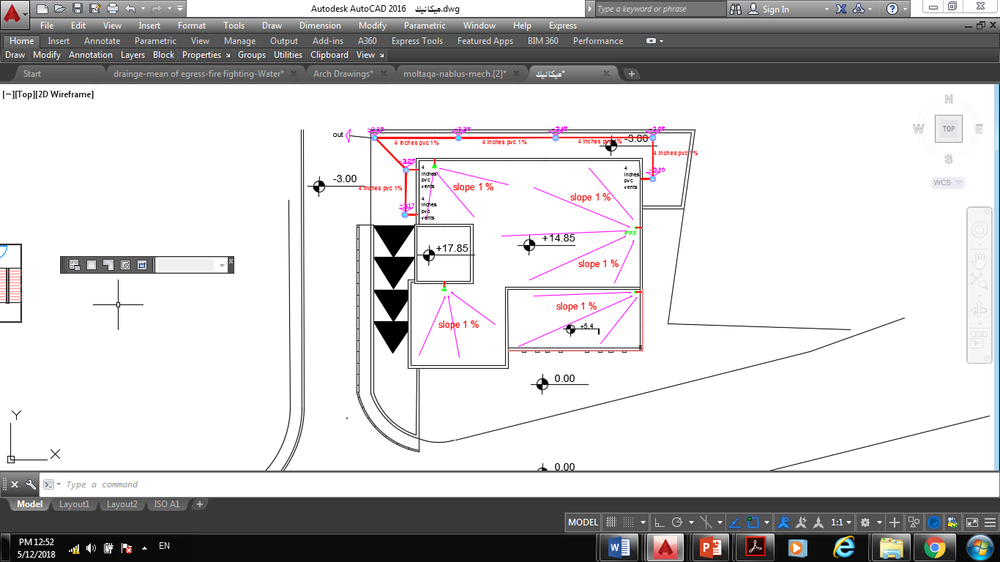 Autodesk AutoCAD 2016 ميكانيك.dwg
Type a keyword or phrase
Sign In
File Edit View Insert Format Tools Draw Dimension Modify Parametric Window Help Express
Home Insert Annotate Parametric View Manage Output Add-ins A360 Express Tools Featured Apps BIM 360 Performance
Draw Modify Annotation Layers Block Properties Groups Utilities Clipboard View
Start drainge-mean of egress-fire fighting-Water* Arch Drawings* moltaqa-nablus-mech.[2]* ميكانيك*
[−][Top][2D Wireframe]
N
W TOP E
S
WCS
out
4 inches pvc 1% 4 inches pvc 1% 4 inches pvc 1%
-3.00
4 inches pvc 1%
-3.00
4 inches pvc 1%
4
inches
pvc
vents
4
inches
pvc
vents
4
inches
pvc
vents
slope 1 %
slope 1 %
+17.85
+14.85
slope 1 %
slope 1 %
slope 1 %
+5.4
0.00
0.00
Y
X
Type a command
Model Layout1 Layout2 ISO A1
MODEL 1:1
PM 12:52
5/12/2018
EN